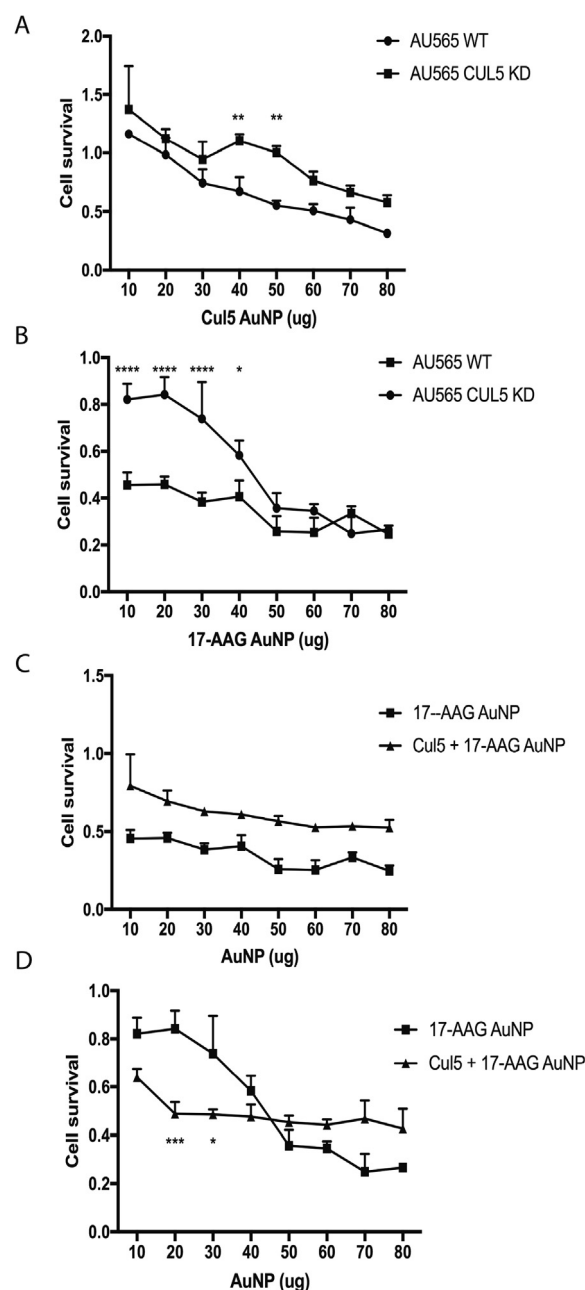 A
AU565 WT
AU565 CUL5 KD
2.0
1.5
1.0
0.5
0.0
Cell survival
** **
10 20 30 40 50 60 70 80
Cul5 AuNP (ug)
B
AU565 WT
AU565 CUL5 KD
1.0
0.8
0.6
0.4
0.2
0.0
Cell survival
**** **** **** *
10 20 30 40 50 60 70 80
17-AAG AuNP (ug)
C
17--AAG AuNP
Cul5 + 17-AAG AuNP
1.5
1.0
0.5
0.0
Cell survival
10 20 30 40 50 60 70 80
AuNP (ug)
D
17-AAG AuNP
Cul5 + 17-AAG AuNP
1.0
0.8
0.6
0.4
0.2
0.0
Cell survival
*** *
10 20 30 40 50 60 70 80
AuNP (ug)